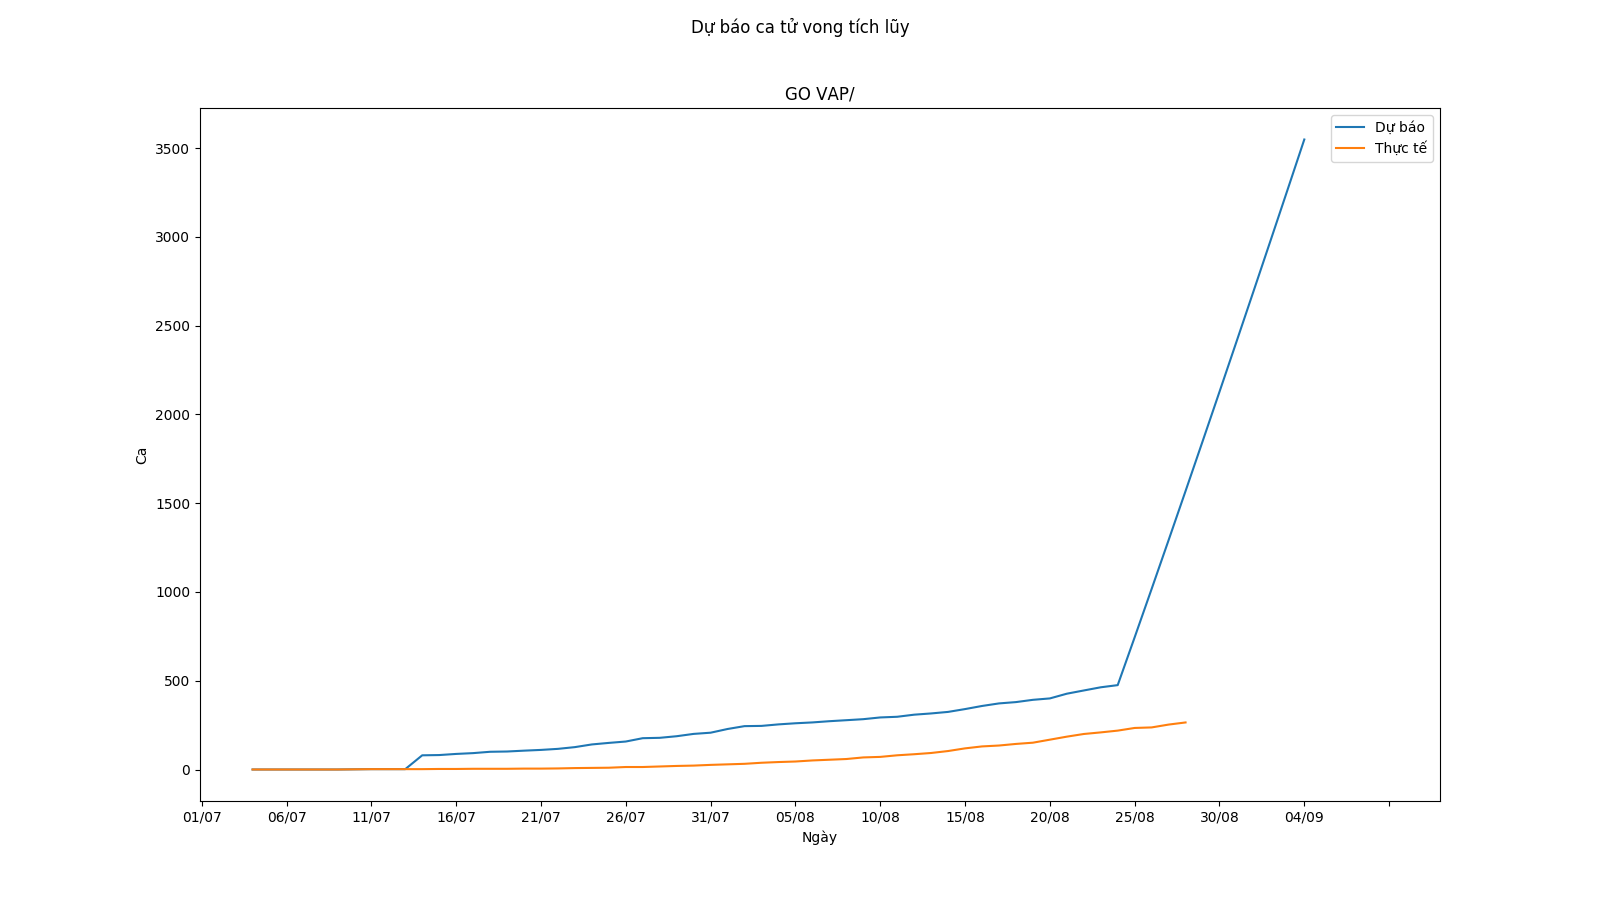 Dự báo ca tử vong tích lũy
GO VAP/
Dự báo
Thực tế
3500
3000
2500
2000
1500
1000
500
0
Ca
01/07 06/07 11/07 16/07 21/07 26/07 31/07 05/08 10/08 15/08 20/08 25/08 30/08 04/09
Ngày